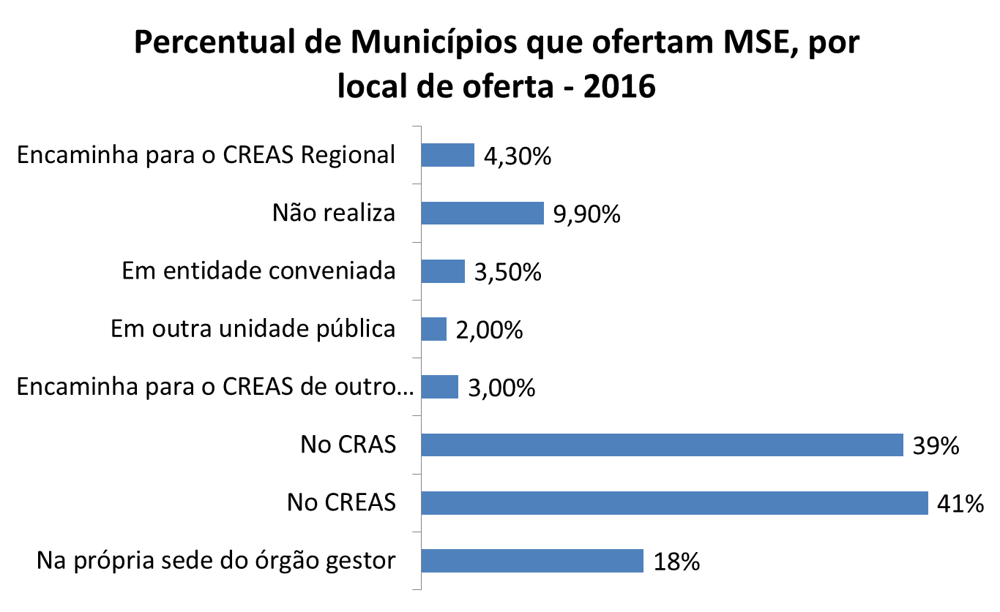 Percentual de Municípios que ofertam MSE, por
local de oferta - 2016
Encaminha para o CREAS Regional 4,30%
Não realiza 9,90%
Em entidade conveniada 3,50%
Em outra unidade pública 2,00%
Encaminha para o CREAS de outro... 3,00%
No CRAS 39%
No CREAS 41%
Na própria sede do órgão gestor 18%